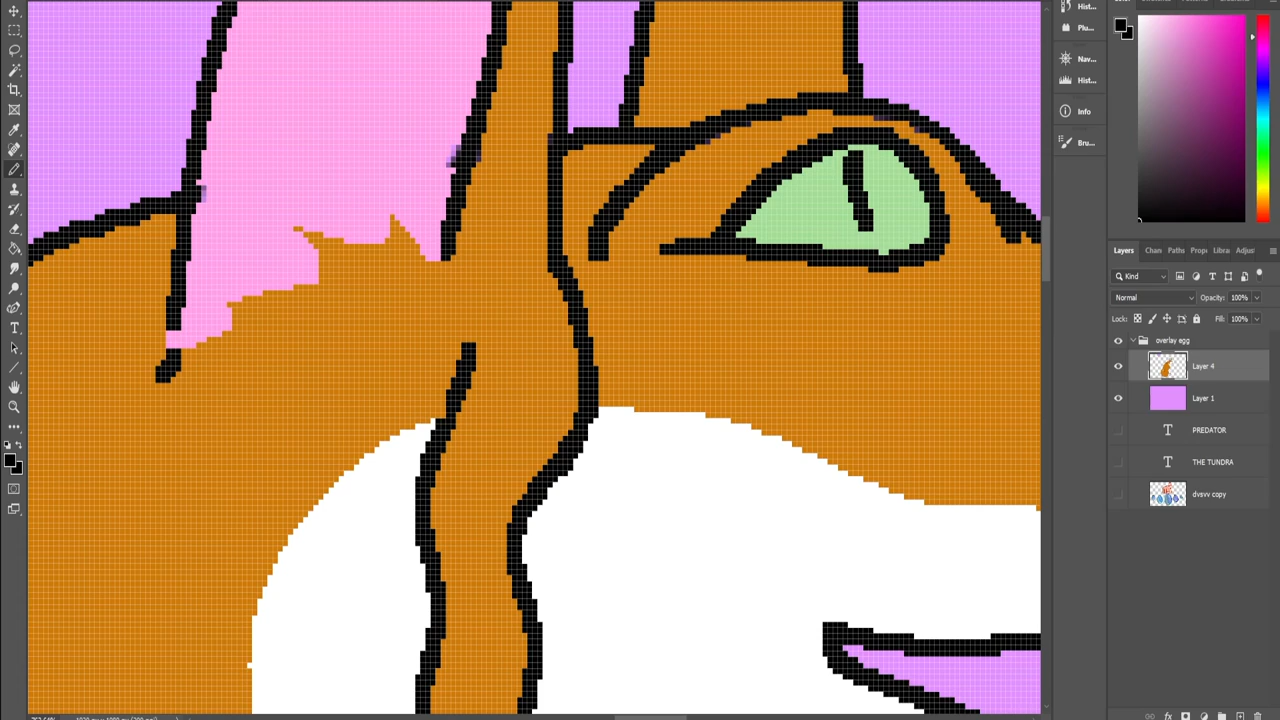 Hist...
Plu...
Nav...
Hist...
Info
Bru...
Layers Chan Paths Prop Libra Adjus
Kind
Normal Opacity: 100%
Lock: Fill: 100%
overlay egg
Layer 4
Layer 1
T PREDATOR
T THE TUNDRA
dvsvv copy